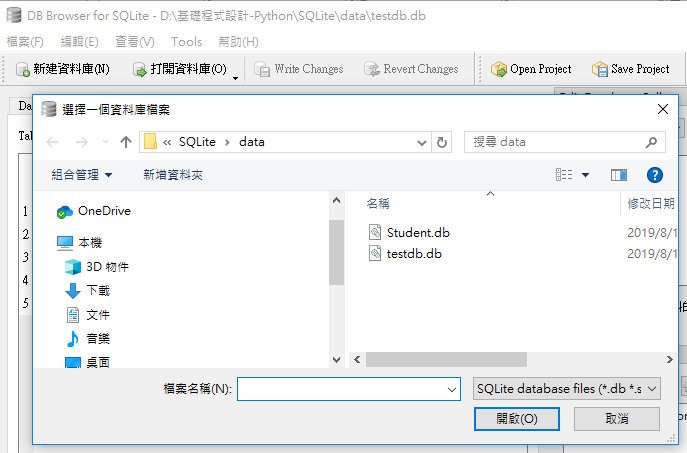 DB Browser for SQLite - D:\基礎程式設計-Python\SQLite\data\testdb.db
檔案(F) 編輯(E) 查看(V) Tools 幫助(H)
新建資料庫(N) 打開資料庫(O) Write Changes Revert Changes Open Project Save Project
選擇一個資料庫檔案
« SQLite › data 搜尋 data
組合管理 新增資料夾
OneDrive 名稱 修改日期
本機 Student.db 2019/8/1
3D 物件 testdb.db 2019/8/1
下載
文件
音樂
桌面
1
2
3
4
5
檔案名稱(N): SQLite database files (*.db *.s
開啟(O) 取消